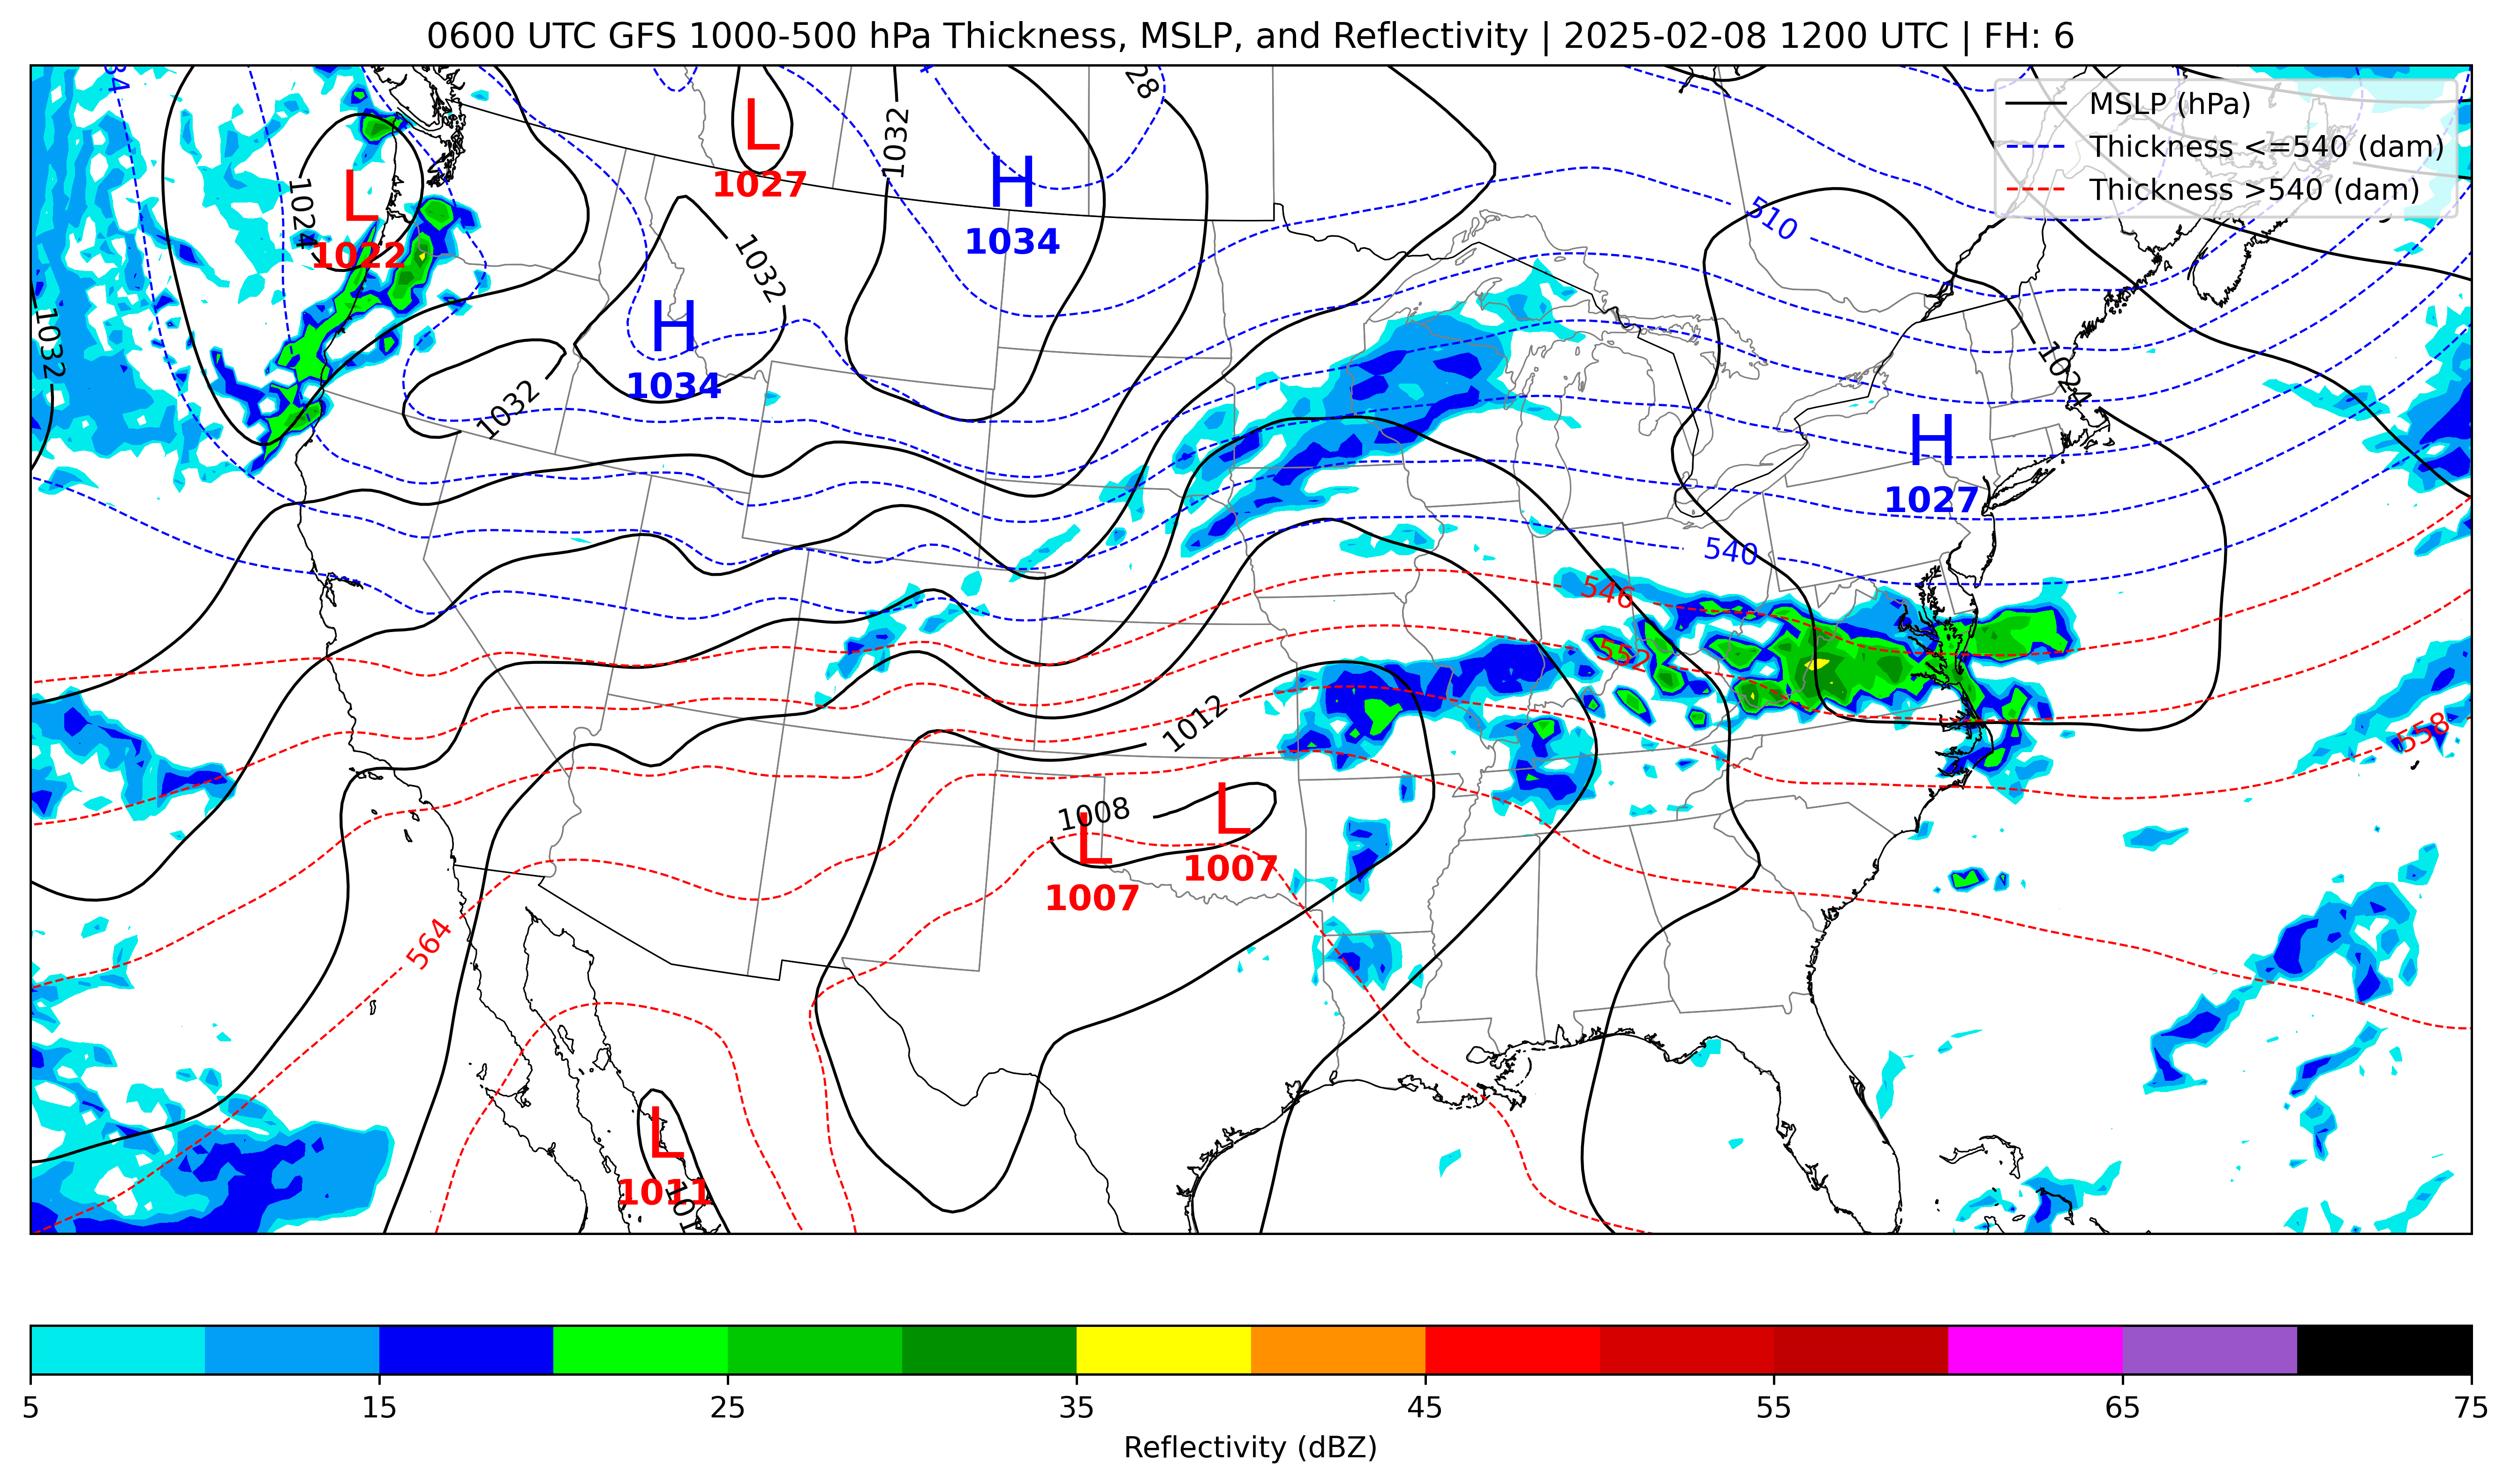 0600 UTC GFS 1000-500 hPa Thickness, MSLP, and Reflectivity | 2025-02-08 1200 UTC | FH: 6
MSLP (hPa)
Thickness <=540 (dam)
Thickness >540 (dam)
L
1027
1032
H
1034
L
1022
1024
510
1032
1032
H
1034
1032
1024
H
1027
540
546
552
1012
558
1008
L
1007
L
1007
564
L
1011
5
15
25
35
45
55
65
75
Reflectivity (dBZ)